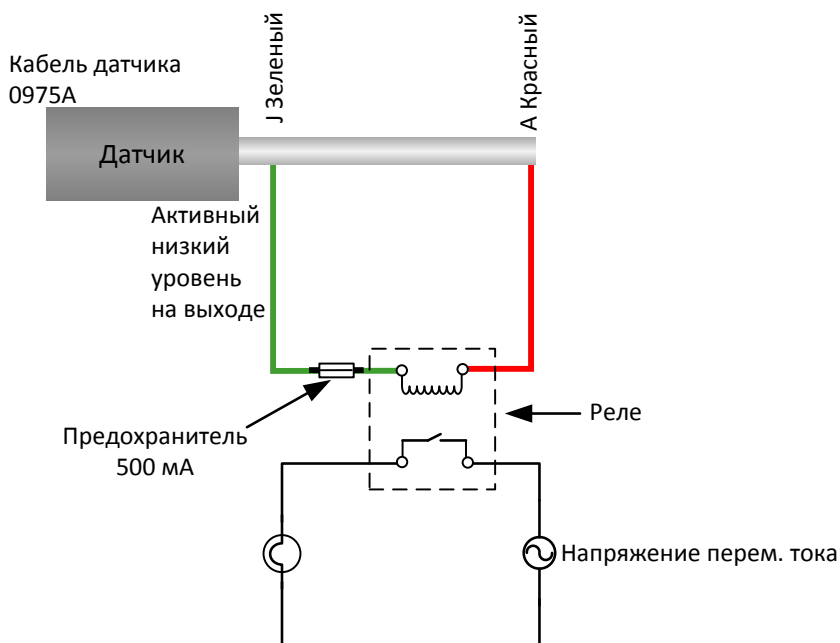 Кабель датчика
0975A
J Зеленый
A Красный
Датчик
Активный
низкий
уровень
на выходе
Предохранитель
500 мА
Реле
Напряжение перем. тока